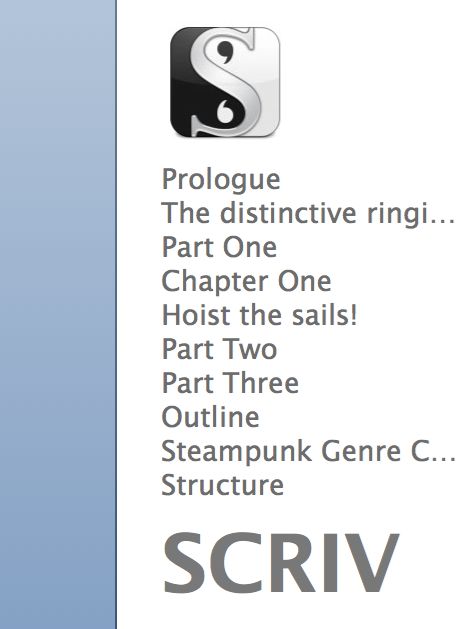 Prologue
The distinctive ringi…
Part One
Chapter One
Hoist the sails!
Part Two
Part Three
Outline
Steampunk Genre C…
Structure
SCRIV